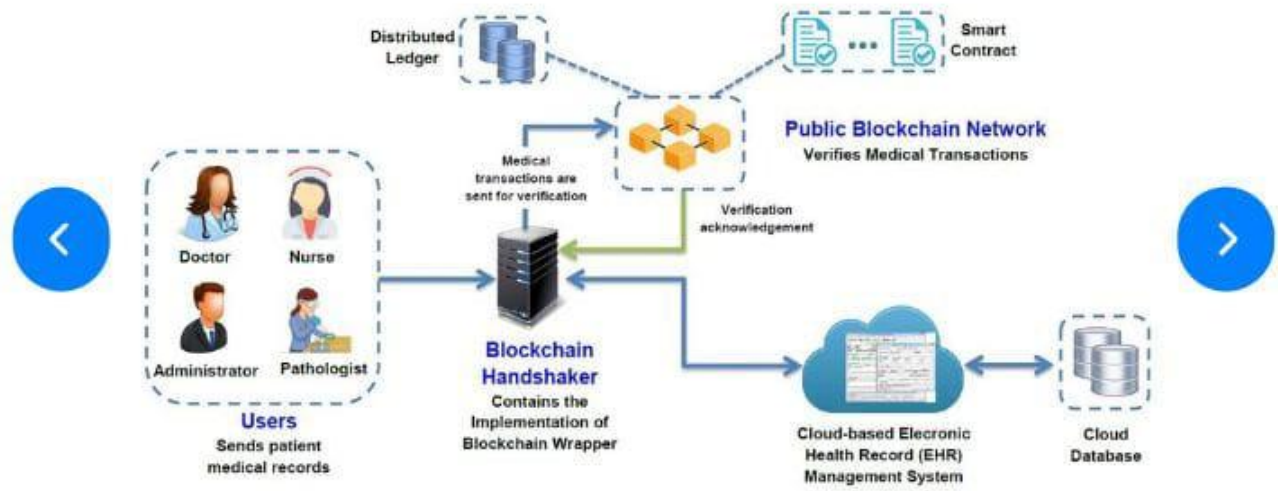 Distributed
Ledger
Smart
Contract
Public Blockchain Network
Verifies Medical Transactions
Medical
transactions are
sent for verification
Verification
acknowledgement
Doctor
Nurse
Administrator
Pathologist
Users
Sends patient
medical records
Blockchain
Handshaker
Contains the
Implementation of
Blockchain Wrapper
Cloud-based Elecronic
Health Record (EHR)
Management System
Cloud
Database